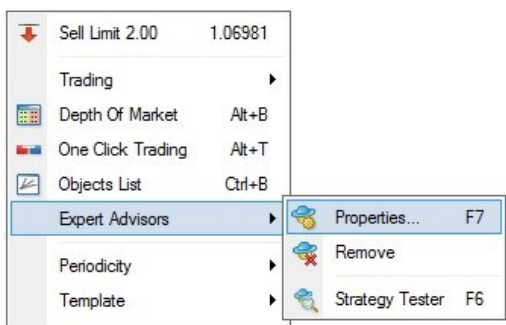 Sell Limit 2.00 1.06981
Trading
Depth Of Market Alt+B
One Click Trading Alt+T
Objects List Ctrl+B
Expert Advisors
Properties... F7
Remove
Periodicity
Template
Strategy Tester F6